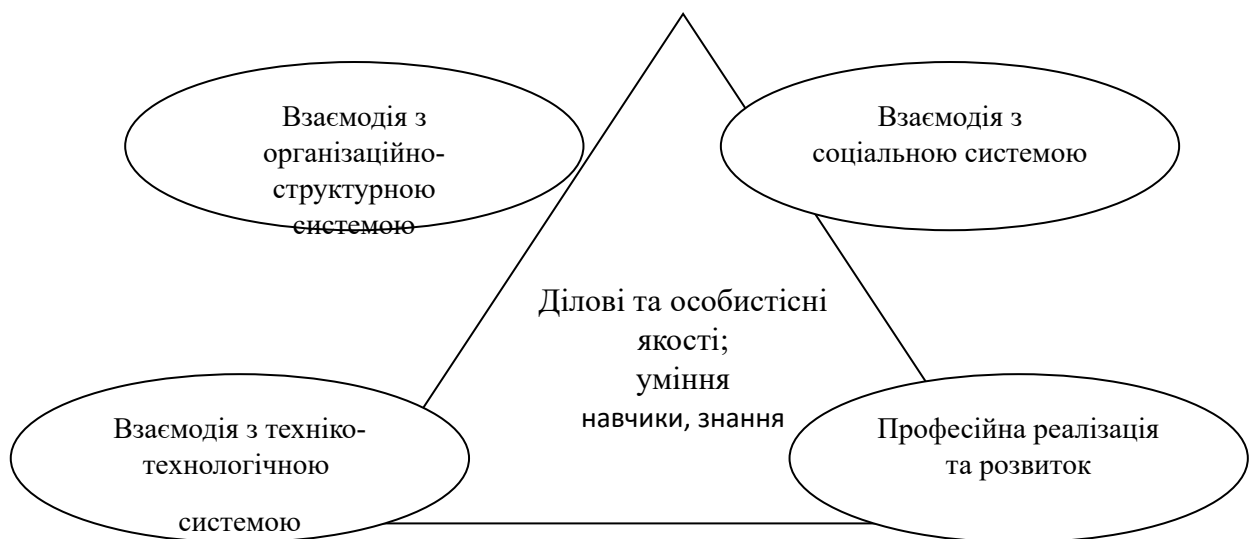 Взаємодія з
організаційно-
структурною
системою
Взаємодія з
соціальною системою
Ділові та особистісні
якості;
уміння
навчики, знання
Взаємодія з техніко-
технологічною
системою
Професійна реалізація
та розвиток